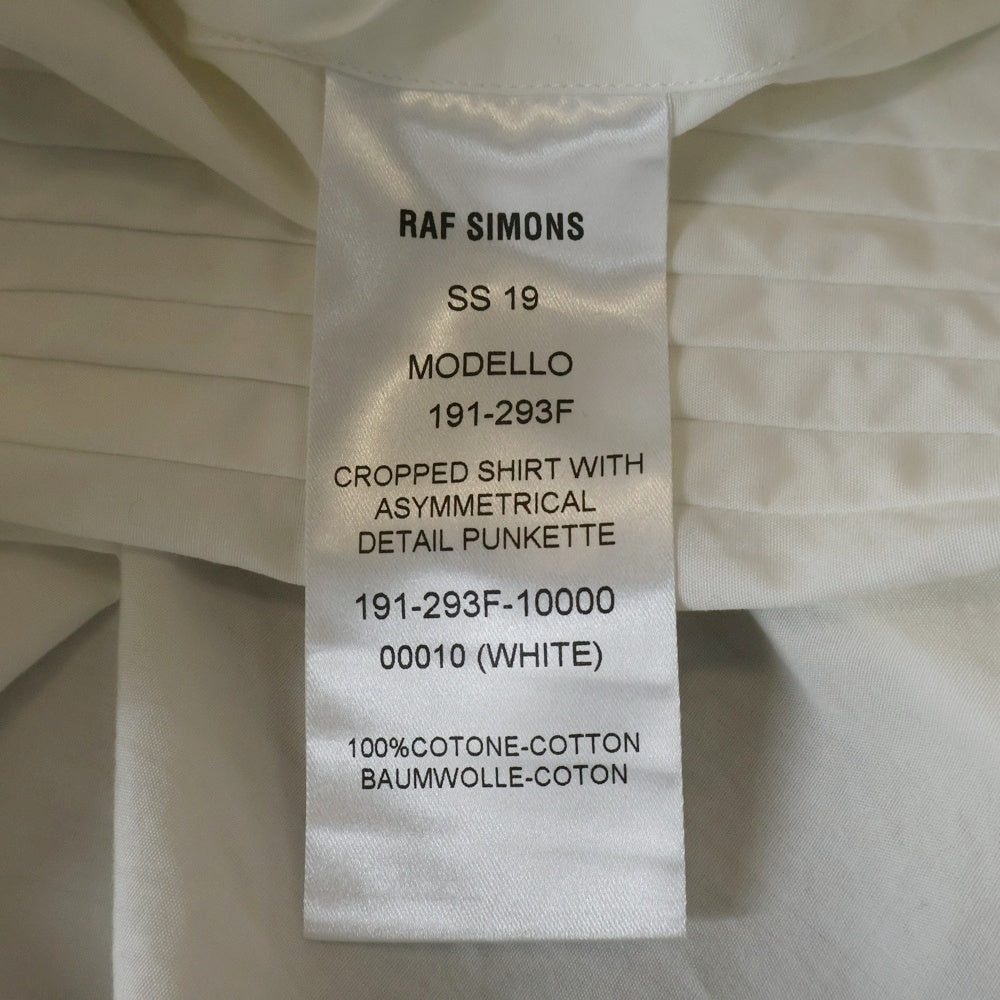 RAF SIMONS
SS 19
MODELLO
191-293F
CROPPED SHIRT WITH
ASYMMETRICAL
DETAIL PUNKETTE
191-293F-10000
00010 (WHITE)
100%COTONE-COTTON
BAUMWOLLE-COTON